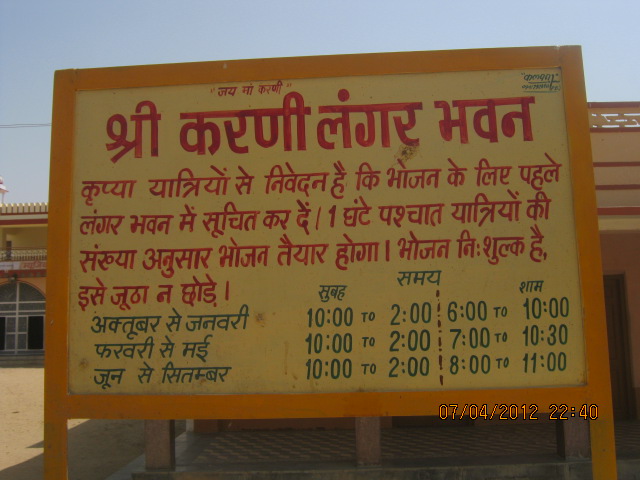 "जय माँ करणी"
श्री करणी लंगर भवन
कृप्या यात्रियों से निवेदन है कि भोजन के लिए पहले
लंगर भवन में सूचित कर दें। 1 घंटे पश्चात यात्रियों की
संख्या अनुसार भोजन तैयार होगा। भोजन निःशुल्क है,
इसे जूठा न छोड़े।
सुबह समय शाम
अक्तूबर से जनवरी 10:00 TO 2:00 6:00 TO 10:00
फरवरी से मई 10:00 TO 2:00 7:00 TO 10:30
जून से सितम्बर 10:00 TO 2:00 8:00 TO 11:00
07/04/2012 22:40